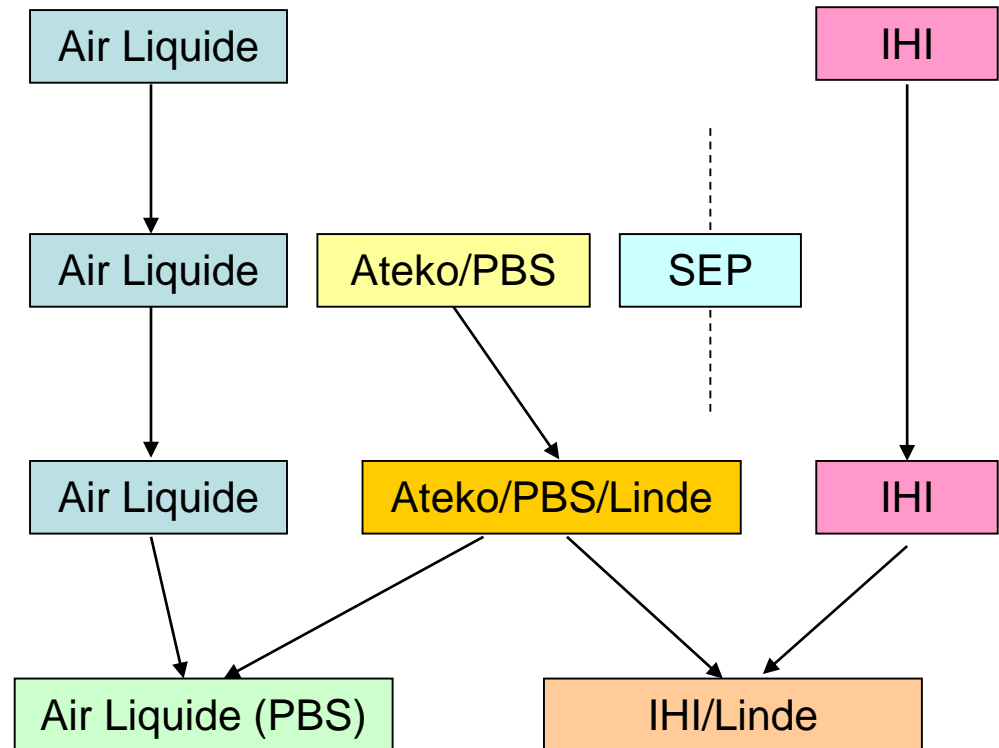 Air Liquide
IHI
Air Liquide
Ateko/PBS
SEP
Air Liquide
Ateko/PBS/Linde
IHI
Air Liquide (PBS)
IHI/Linde